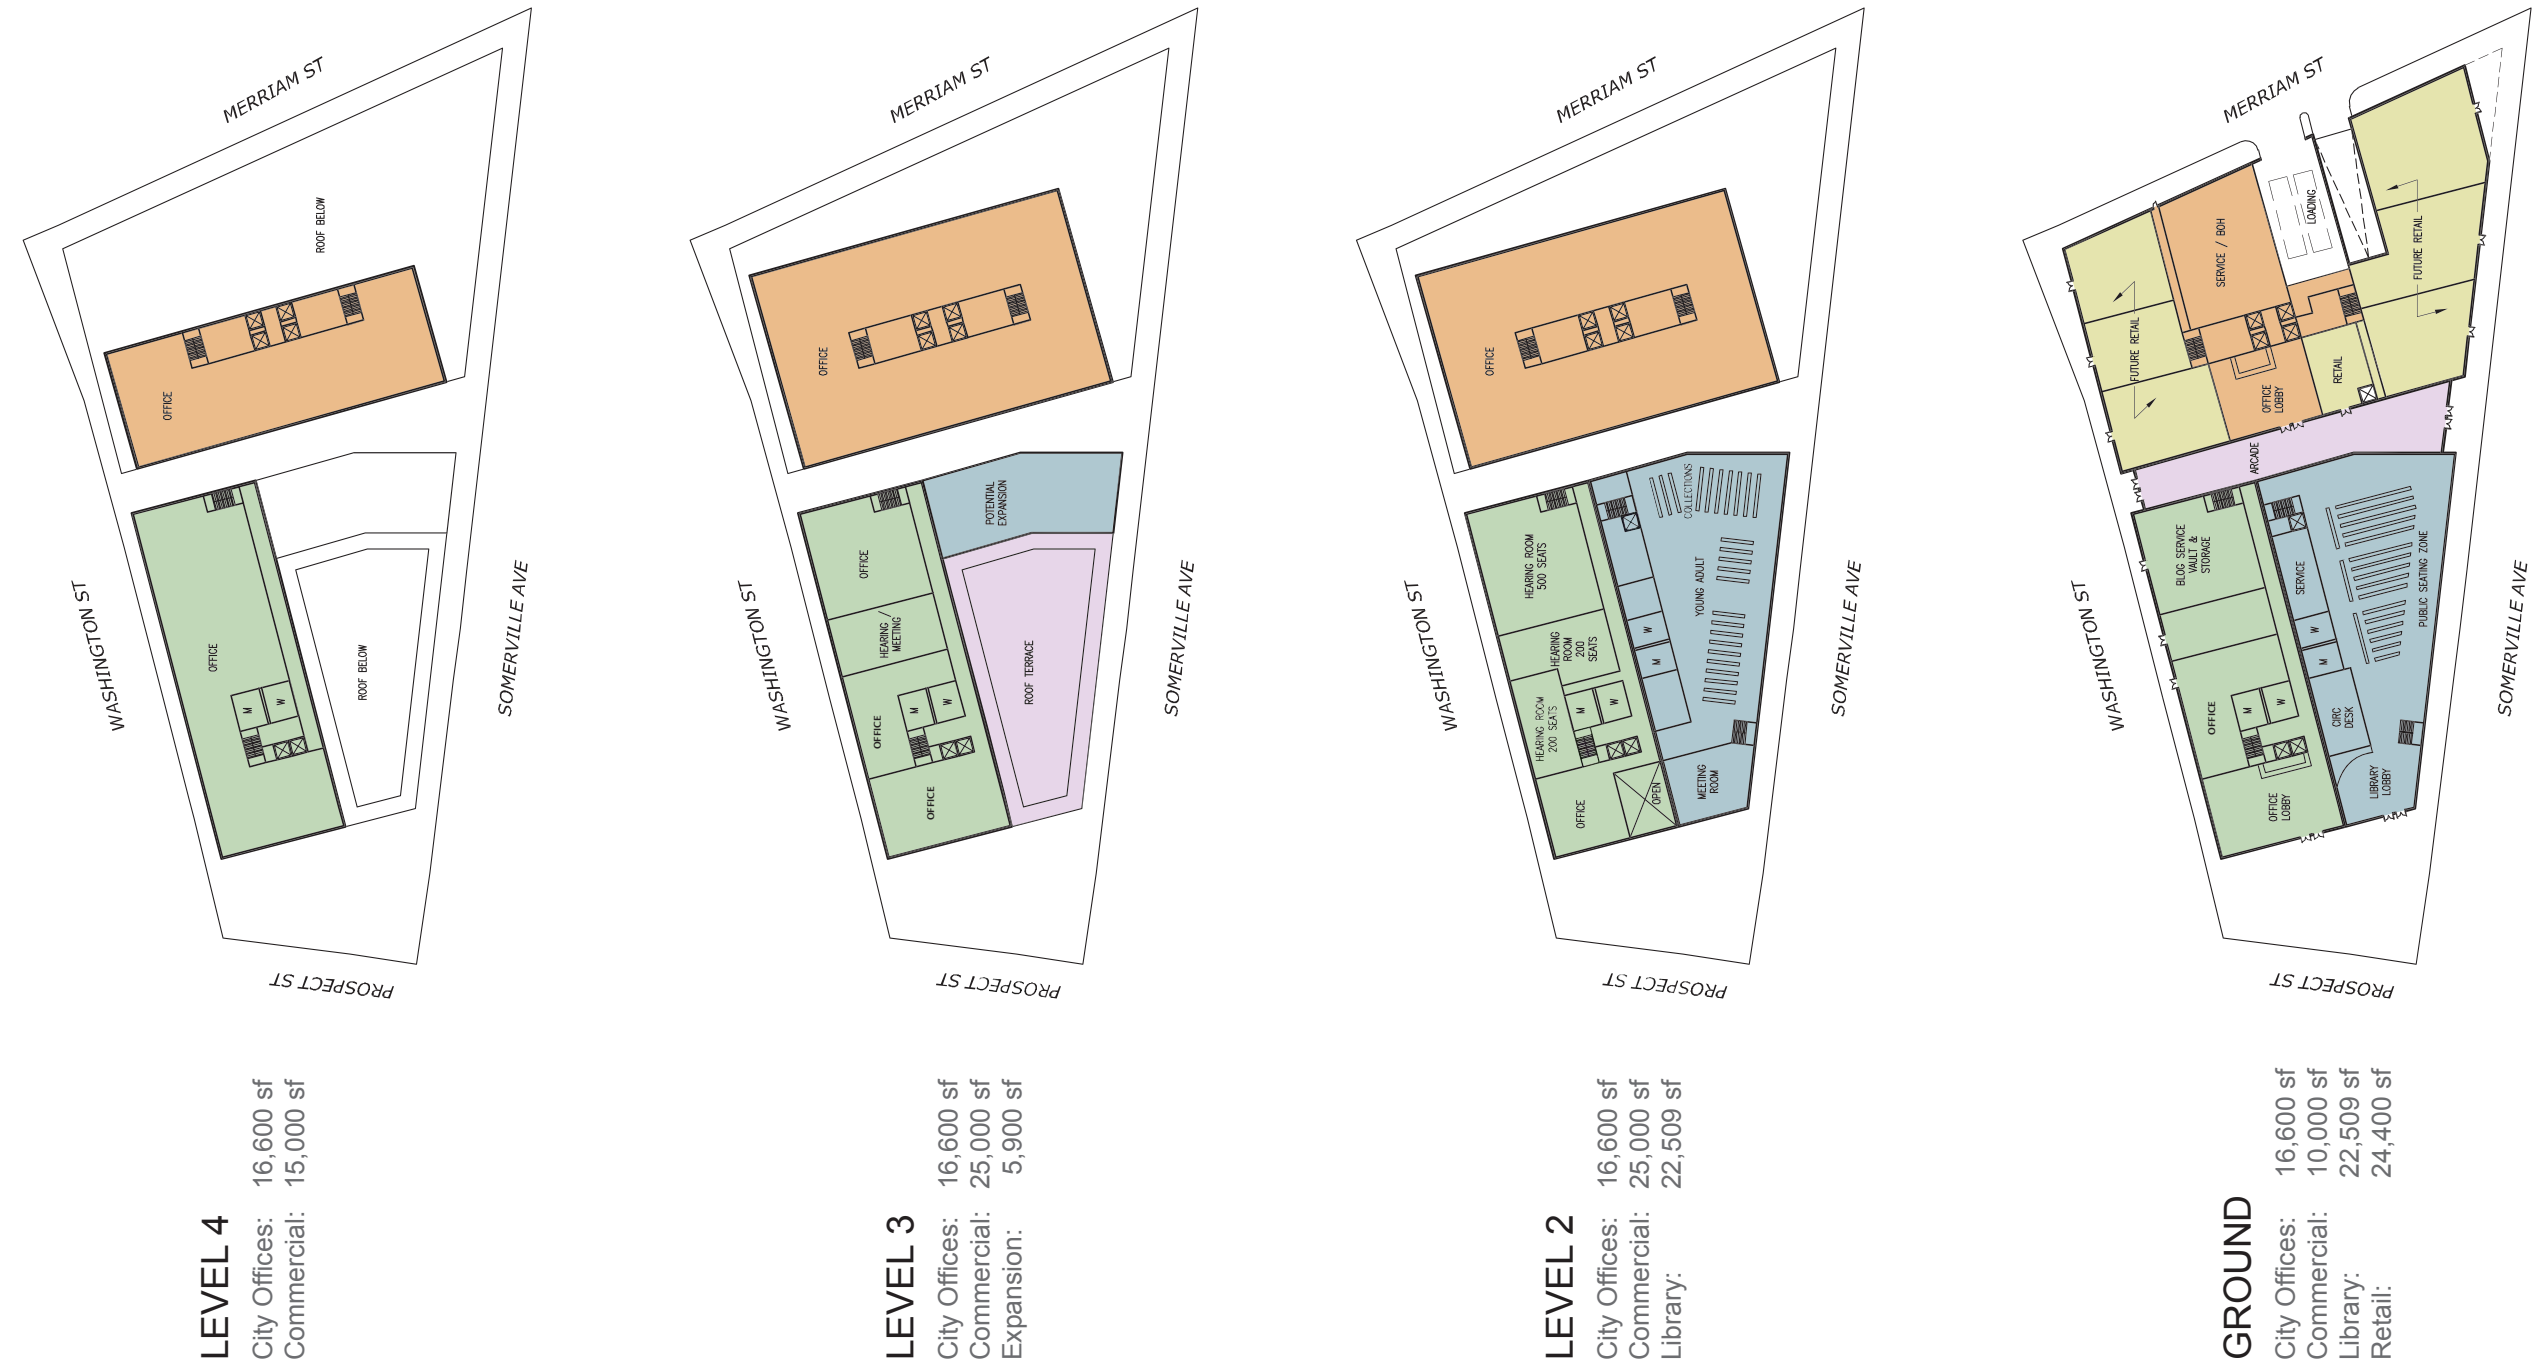 LEVEL 4
City Offices: 16,600 sf
Commercial: 15,000 sf
MERRIAM ST
WASHINGTON ST
SOMERVILLE AVE
PROSPECT ST
ROOF BELOW
OFFICE
OFFICE
M
W
ROOF BELOW
LEVEL 3
City Offices: 16,600 sf
Commercial: 25,000 sf
Expansion: 5,900 sf
MERRIAM ST
WASHINGTON ST
SOMERVILLE AVE
PROSPECT ST
OFFICE
OFFICE
POTENTIAL
EXPANSION
HEARING /
MEETING
OFFICE
M
W
ROOF TERRACE
OFFICE
LEVEL 2
City Offices: 16,600 sf
Commercial: 25,000 sf
Library: 22,509 sf
MERRIAM ST
WASHINGTON ST
SOMERVILLE AVE
PROSPECT ST
OFFICE
HEARING ROOM
500 SEATS
COLLECTIONS
HEARING
ROOM
200
SEATS
W
M
YOUNG ADULT
HEARING ROOM
200 SEATS
M
W
OFFICE
OPEN
MEETING
ROOM
GROUND
City Offices: 16,600 sf
Commercial: 10,000 sf
Library: 22,509 sf
Retail: 24,400 sf
MERRIAM ST
WASHINGTON ST
SOMERVILLE AVE
PROSPECT ST
FUTURE RETAIL
SERVICE / BOH
LOADING
FUTURE RETAIL
OFFICE
LOBBY
RETAIL
ARCADE
BLDG SERVICE
VAULT &
STORAGE
SERVICE
W
M
PUBLIC SEATING ZONE
OFFICE
M
W
CIRC
DESK
OFFICE
LOBBY
LIBRARY
LOBBY